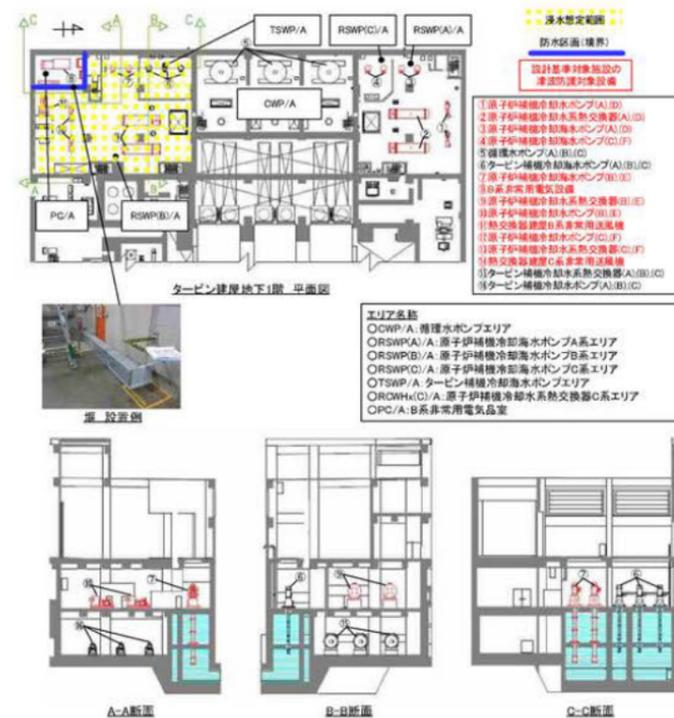 C
A
B
C
TSWP/A
RSWP(C)/A
RSWP(A)/A
浸水想定範囲
防水区画(境界)
設計基準対象施設の
津波防護対象設備
CWP/A
PC/A
RSWP(B)/A
A
B
C
①原子炉補機冷却水ポンプ(A),(D)
②原子炉補機冷却水系熱交換器(A),(D)
③原子炉補機冷却海水ポンプ(A),(D)
④原子炉補機冷却海水ポンプ(C),(F)
⑤循環水ポンプ(A),(B),(C)
⑥タービン補機冷却海水ポンプ(A),(B),(C)
⑦原子炉補機冷却海水ポンプ(B),(E)
⑧B系非常用電気設備
⑨原子炉補機冷却水系熱交換器(B),(E)
⑩原子炉補機冷却水ポンプ(B),(E)
⑪熱交換器建屋B系非常用送風機
⑫原子炉補機冷却水ポンプ(C),(F)
⑬原子炉補機冷却水系熱交換器(C),(F)
⑭熱交換器建屋C系非常用送風機
⑮タービン補機冷却水系熱交換器(A),(B),(C)
⑯タービン補機冷却水ポンプ(A),(B),(C)
タービン建屋地下1階 平面図
堰 設置例
エリア名称
○CWP/A:循環水ポンプエリア
○RSWP(A)/A:原子炉補機冷却海水ポンプA系エリア
○RSWP(B)/A:原子炉補機冷却海水ポンプB系エリア
○RSWP(C)/A:原子炉補機冷却海水ポンプC系エリア
○TSWP/A:タービン補機冷却海水ポンプエリア
○RCWHx(C)/A:原子炉補機冷却水系熱交換器C系エリア
○PC/A:B系非常用電気品室
⑩
⑦
⑯
⑥
⑨
⑮
⑦
⑥
A-A断面
B-B断面
C-C断面